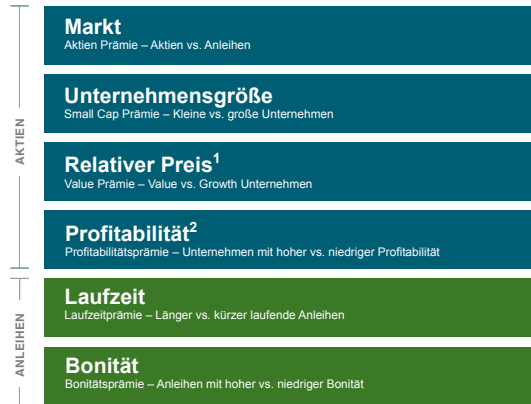 AKTIEN
Markt
Aktien Prämie – Aktien vs. Anleihen
Unternehmensgröße
Small Cap Prämie – Kleine vs. große Unternehmen
Relativer Preis¹
Value Prämie – Value vs. Growth Unternehmen
Profitabilität²
Profitabilitätsprämie – Unternehmen mit hoher vs. niedriger Profitabilität
ANLEIHEN
Laufzeit
Laufzeitprämie – Länger vs. kürzer laufende Anleihen
Bonität
Bonitätsprämie – Anleihen mit hoher vs. niedriger Bonität